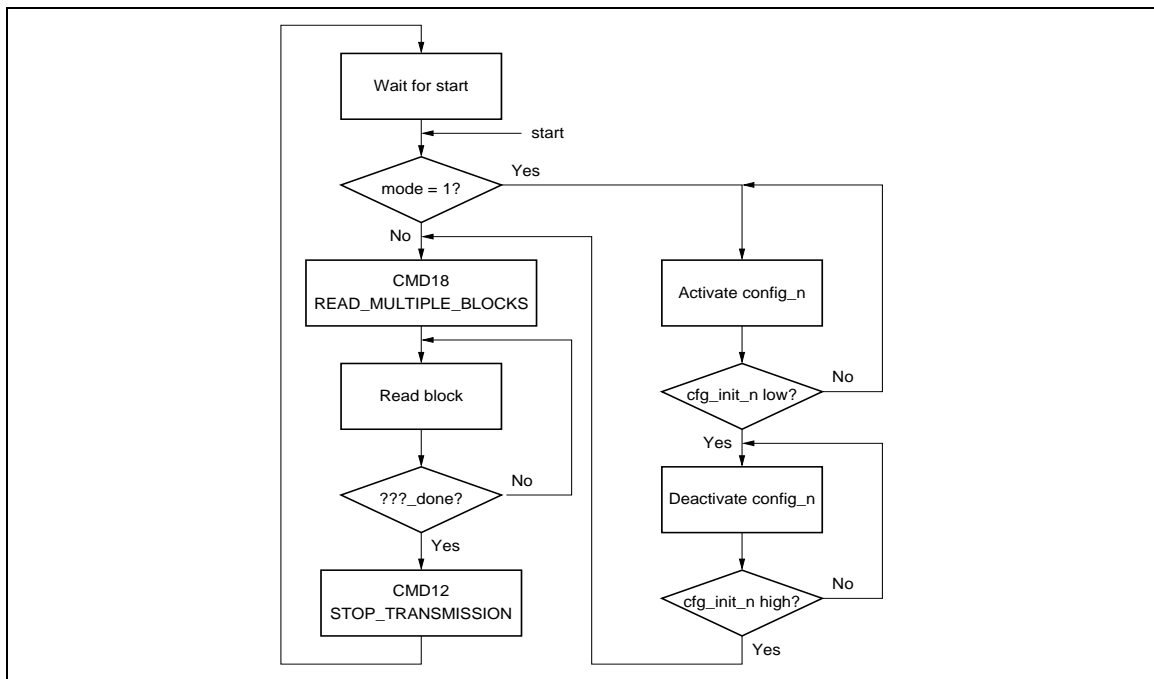 Wait for start
start
mode = 1?
Yes
No
CMD18
READ_MULTIPLE_BLOCKS
Read block
???_done?
No
Yes
CMD12
STOP_TRANSMISSION
Activate config_n
cfg_init_n low?
No
Yes
Deactivate config_n
cfg_init_n high?
No
Yes